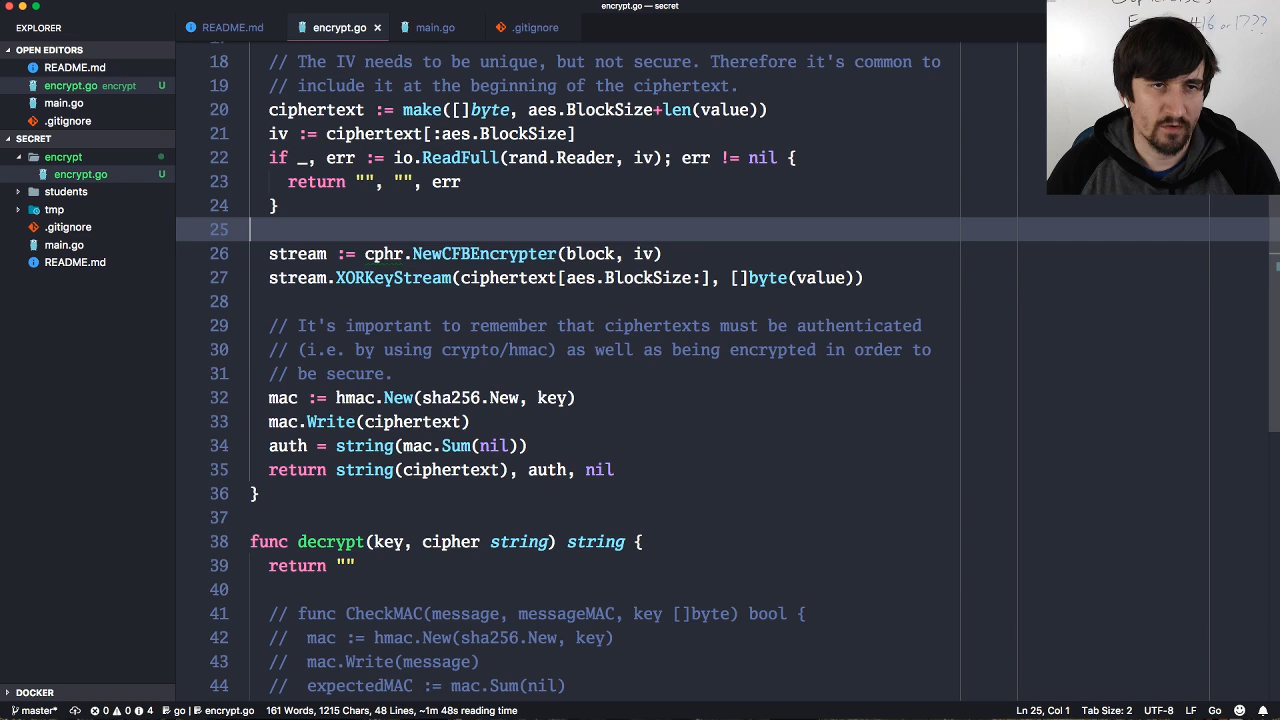 encrypt.go — secret
EXPLORER
README.md
encrypt.go ×
main.go
.gitignore
#16 or 17???
OPEN EDITORS
README.md
encrypt.go encrypt U
main.go
.gitignore
SECRET
encrypt
encrypt.go U
students
tmp
.gitignore
main.go
README.md
DOCKER
18 // The IV needs to be unique, but not secure. Therefore it's common to
19 // include it at the beginning of the ciphertext.
20 ciphertext := make([]byte, aes.BlockSize+len(value))
21 iv := ciphertext[:aes.BlockSize]
22 if _, err := io.ReadFull(rand.Reader, iv); err != nil {
23 return "", "", err
24 }
25
26 stream := cphr.NewCFBEncrypter(block, iv)
27 stream.XORKeyStream(ciphertext[aes.BlockSize:], []byte(value))
28
29 // It's important to remember that ciphertexts must be authenticated
30 // (i.e. by using crypto/hmac) as well as being encrypted in order to
31 // be secure.
32 mac := hmac.New(sha256.New, key)
33 mac.Write(ciphertext)
34 auth = string(mac.Sum(nil))
35 return string(ciphertext), auth, nil
36 }
37
38 func decrypt(key, cipher string) string {
39 return ""
40
41 // func CheckMAC(message, messageMAC, key []byte) bool {
42 // mac := hmac.New(sha256.New, key)
43 // mac.Write(message)
44 // expectedMAC := mac.Sum(nil)
master* 0 0 4 go | encrypt.go 161 Words, 1215 Chars, 48 Lines, ~1m 48s reading time Ln 25, Col 1 Tab Size: 2 UTF-8 LF Go